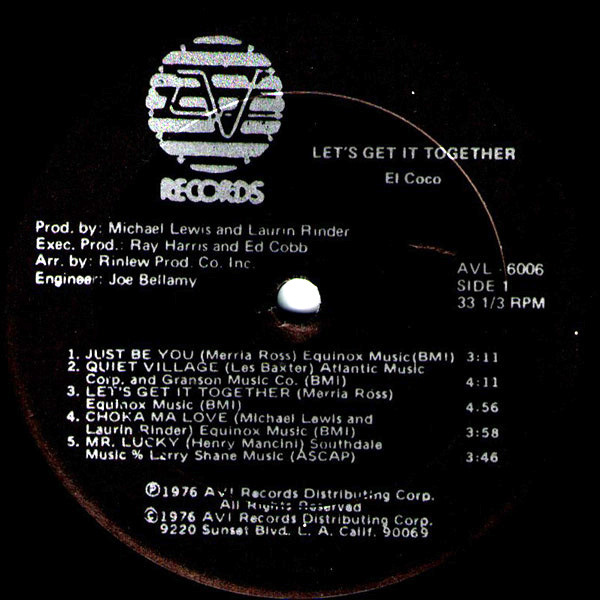 AVI
RECORDS
LET'S GET IT TOGETHER
El Coco
Prod. by: Michael Lewis and Laurin Rinder
Exec. Prod.: Ray Harris and Ed Cobb
Arr. by: Rinlew Prod. Co. Inc.
Engineer: Joe Bellamy
AVL - 6006
SIDE 1
33 1/3 RPM
1. JUST BE YOU (Merria Ross) Equinox Music(BMI) 3:11
2. QUIET VILLAGE (Les Baxter) Atlantic Music
Corp. and Granson Music Co. (BMI) 4:11
3. LET'S GET IT TOGETHER (Merria Ross)
Equinox Music (BMI) 4.56
4. CHOKA MA LOVE (Michael Lewis and
Laurin Rinder) Equinox Music (BMI) 3:58
5. MR. LUCKY (Henry Mancini) Southdale
Music % Larry Shane Music (ASCAP) 3:46
Ⓟ1976 AVI Records Distributing Corp.
All Rights Reserved
©1976 AVI Records Distributing Corp.
9220 Sunset Blvd. L. A. Calif. 90069